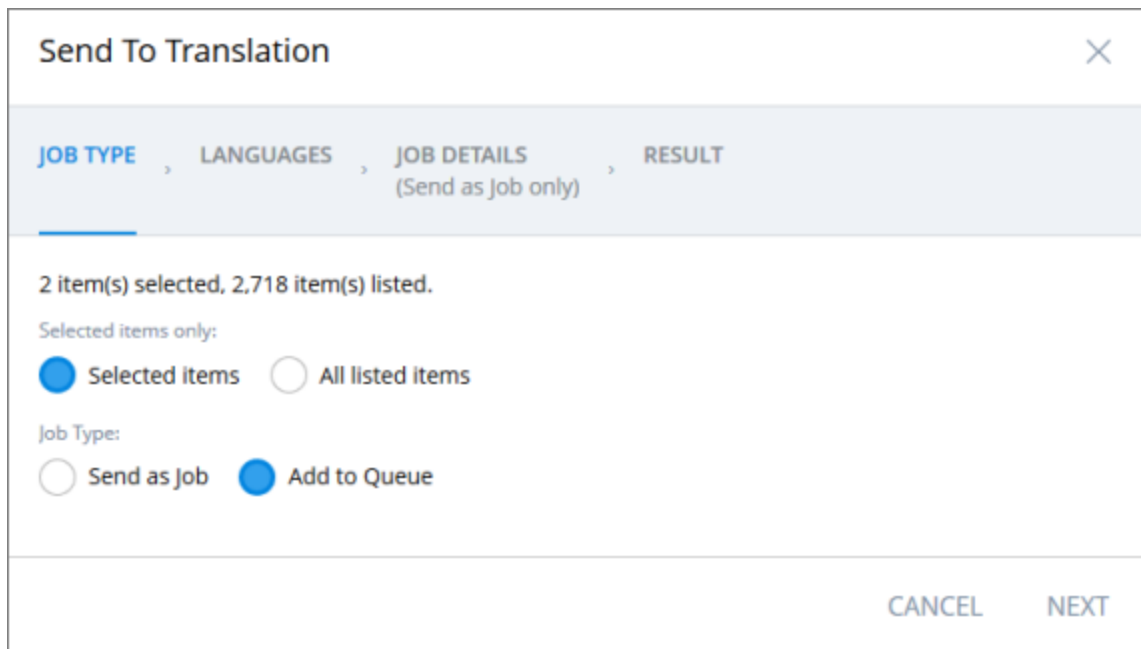 Send To Translation
JOB TYPE › LANGUAGES › JOB DETAILS › RESULT
(Send as Job only)
2 item(s) selected, 2,718 item(s) listed.
Selected items only:
Selected items All listed items
Job Type:
Send as Job Add to Queue
CANCEL NEXT